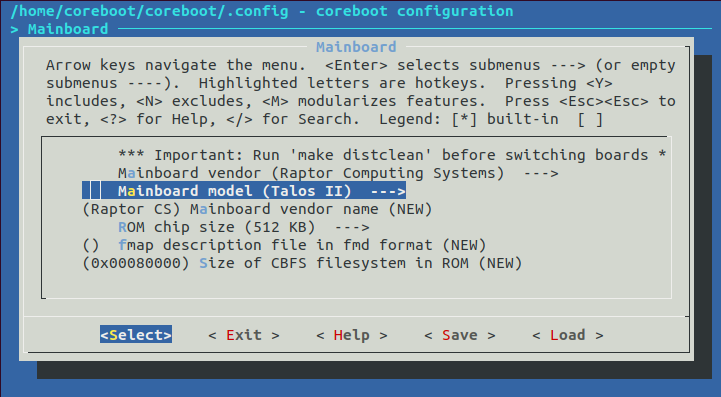 /home/coreboot/coreboot/.config - coreboot configuration
> Mainboard
Mainboard
Arrow keys navigate the menu.  <Enter> selects submenus ---> (or empty
submenus ----).  Highlighted letters are hotkeys.  Pressing <Y>
includes, <N> excludes, <M> modularizes features.  Press <Esc><Esc> to
exit, <?> for Help, </> for Search.  Legend: [*] built-in  [ ]
*** Important: Run 'make distclean' before switching boards *
Mainboard vendor (Raptor Computing Systems)  --->
Mainboard model (Talos II)  --->
(Raptor CS) Mainboard vendor name (NEW)
ROM chip size (512 KB)  --->
()  fmap description file in fmd format (NEW)
(0x00080000) Size of CBFS filesystem in ROM (NEW)
<Select>    < Exit >    < Help >    < Save >    < Load >